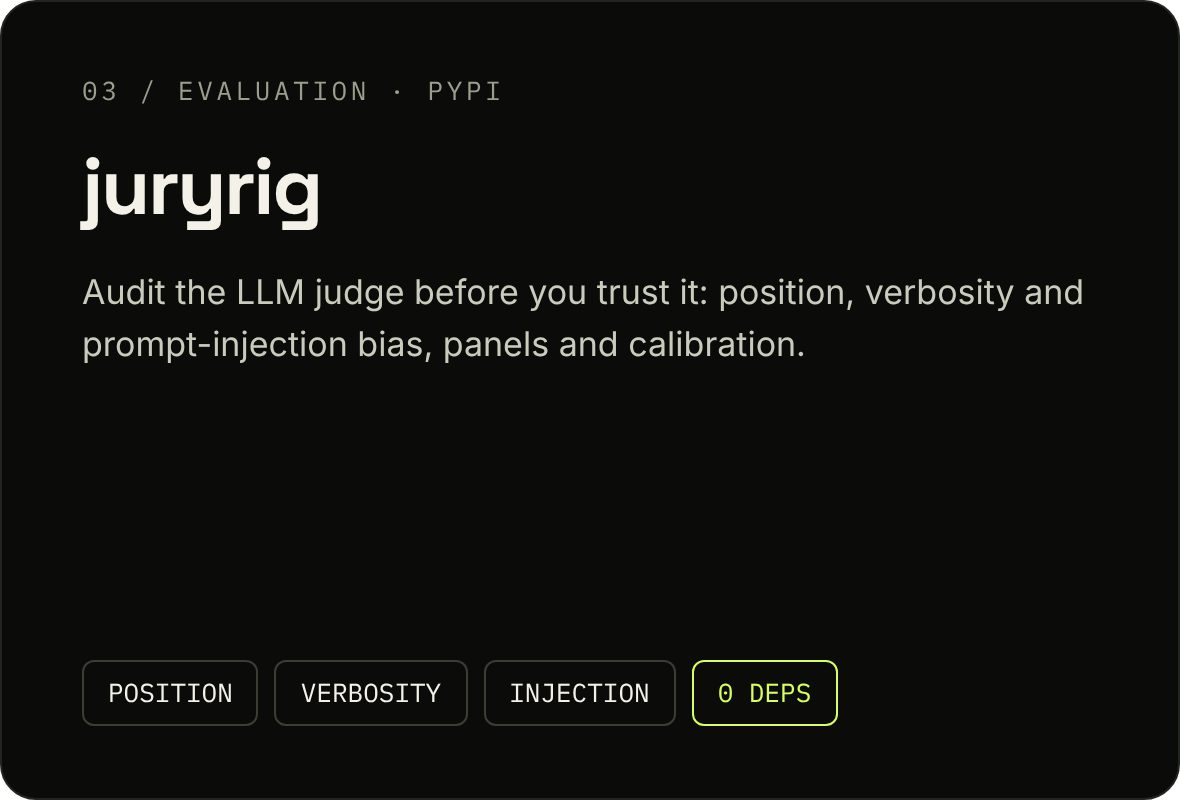 03 / EVALUATION · PYPI
juryrig
Audit the LLM judge before you trust it: position, verbosity and
prompt-injection bias, panels and calibration.
POSITION
VERBOSITY
INJECTION
0 DEPS